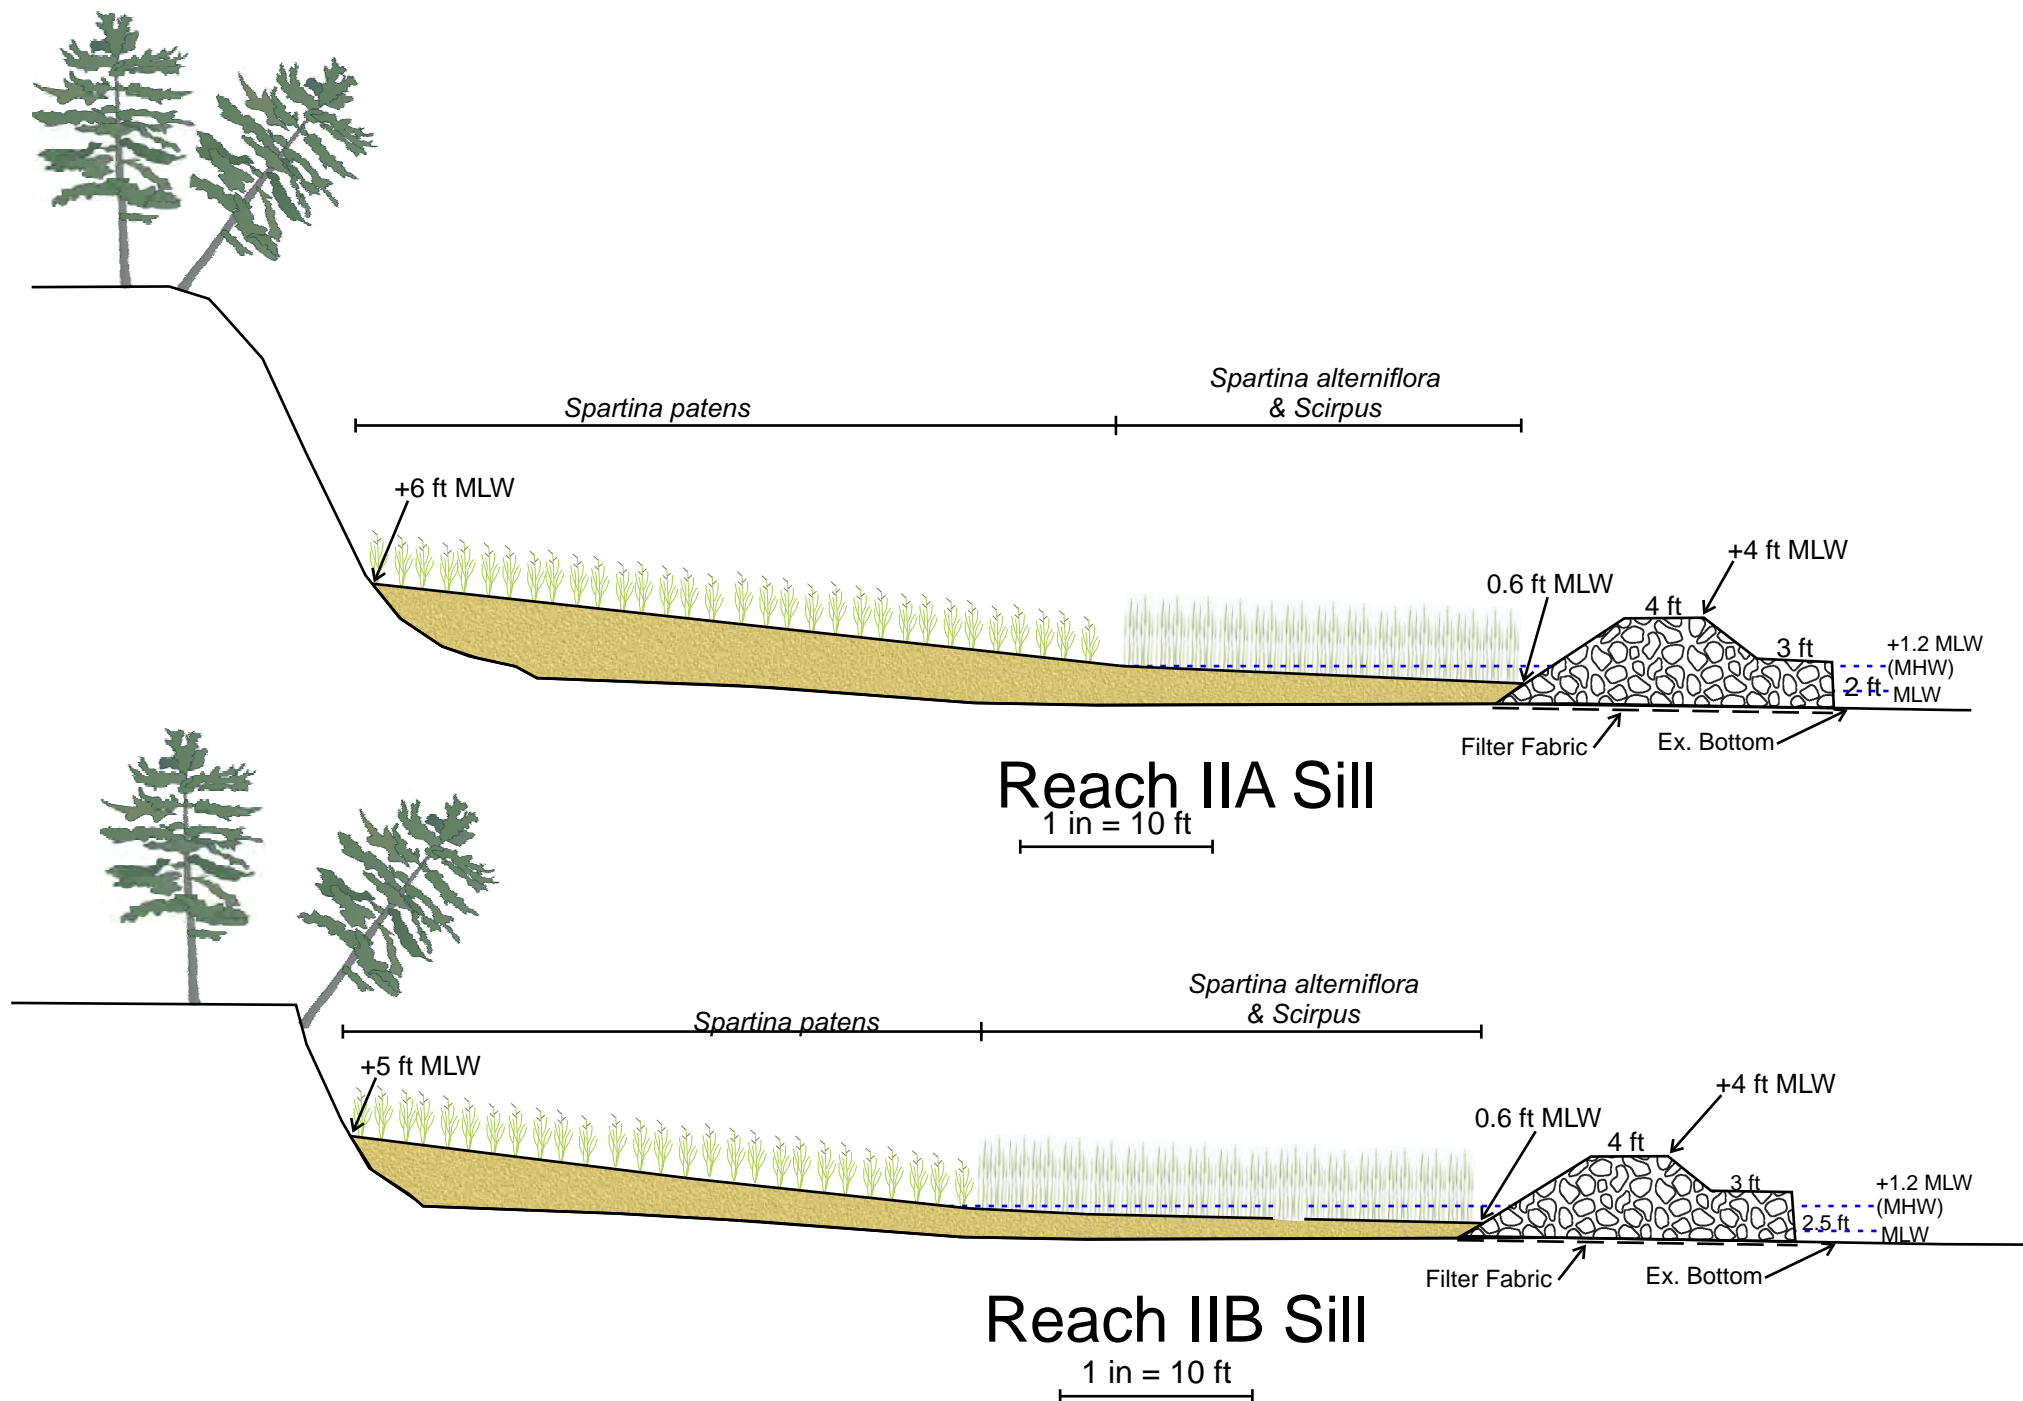 Spartina alterniflora
& Scirpus
Spartina patens
+6 ft MLW
+4 ft MLW
0.6 ft MLW
4 ft
3 ft
+1.2 MLW
(MHW)
2 ft
MLW
Filter Fabric
Ex. Bottom
Reach IIA Sill
1 in = 10 ft
Spartina alterniflora
& Scirpus
Spartina patens
+5 ft MLW
+4 ft MLW
0.6 ft MLW
4 ft
3 ft
+1.2 MLW
(MHW)
2.5 ft
MLW
Filter Fabric
Ex. Bottom
Reach IIB Sill
1 in = 10 ft